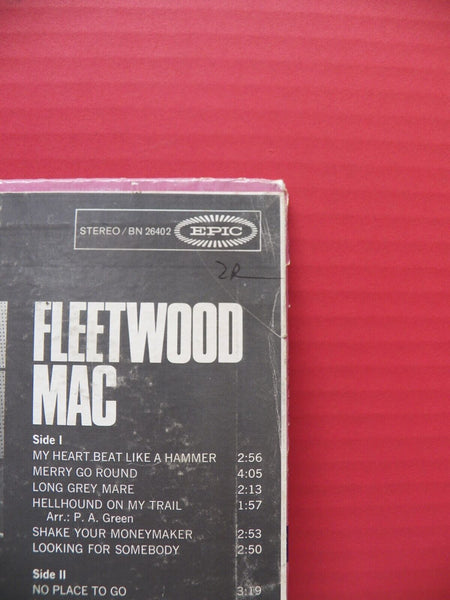 STEREO/BN 26402 EPIC
2R
FLEETWOOD
MAC
Side I
MY HEART BEAT LIKE A HAMMER 2:56
MERRY GO ROUND 4:05
LONG GREY MARE 2:13
HELLHOUND ON MY TRAIL 1:57
Arr.: P. A. Green
SHAKE YOUR MONEYMAKER 2:53
LOOKING FOR SOMEBODY 2:50
Side II
NO PLACE TO GO 3:19